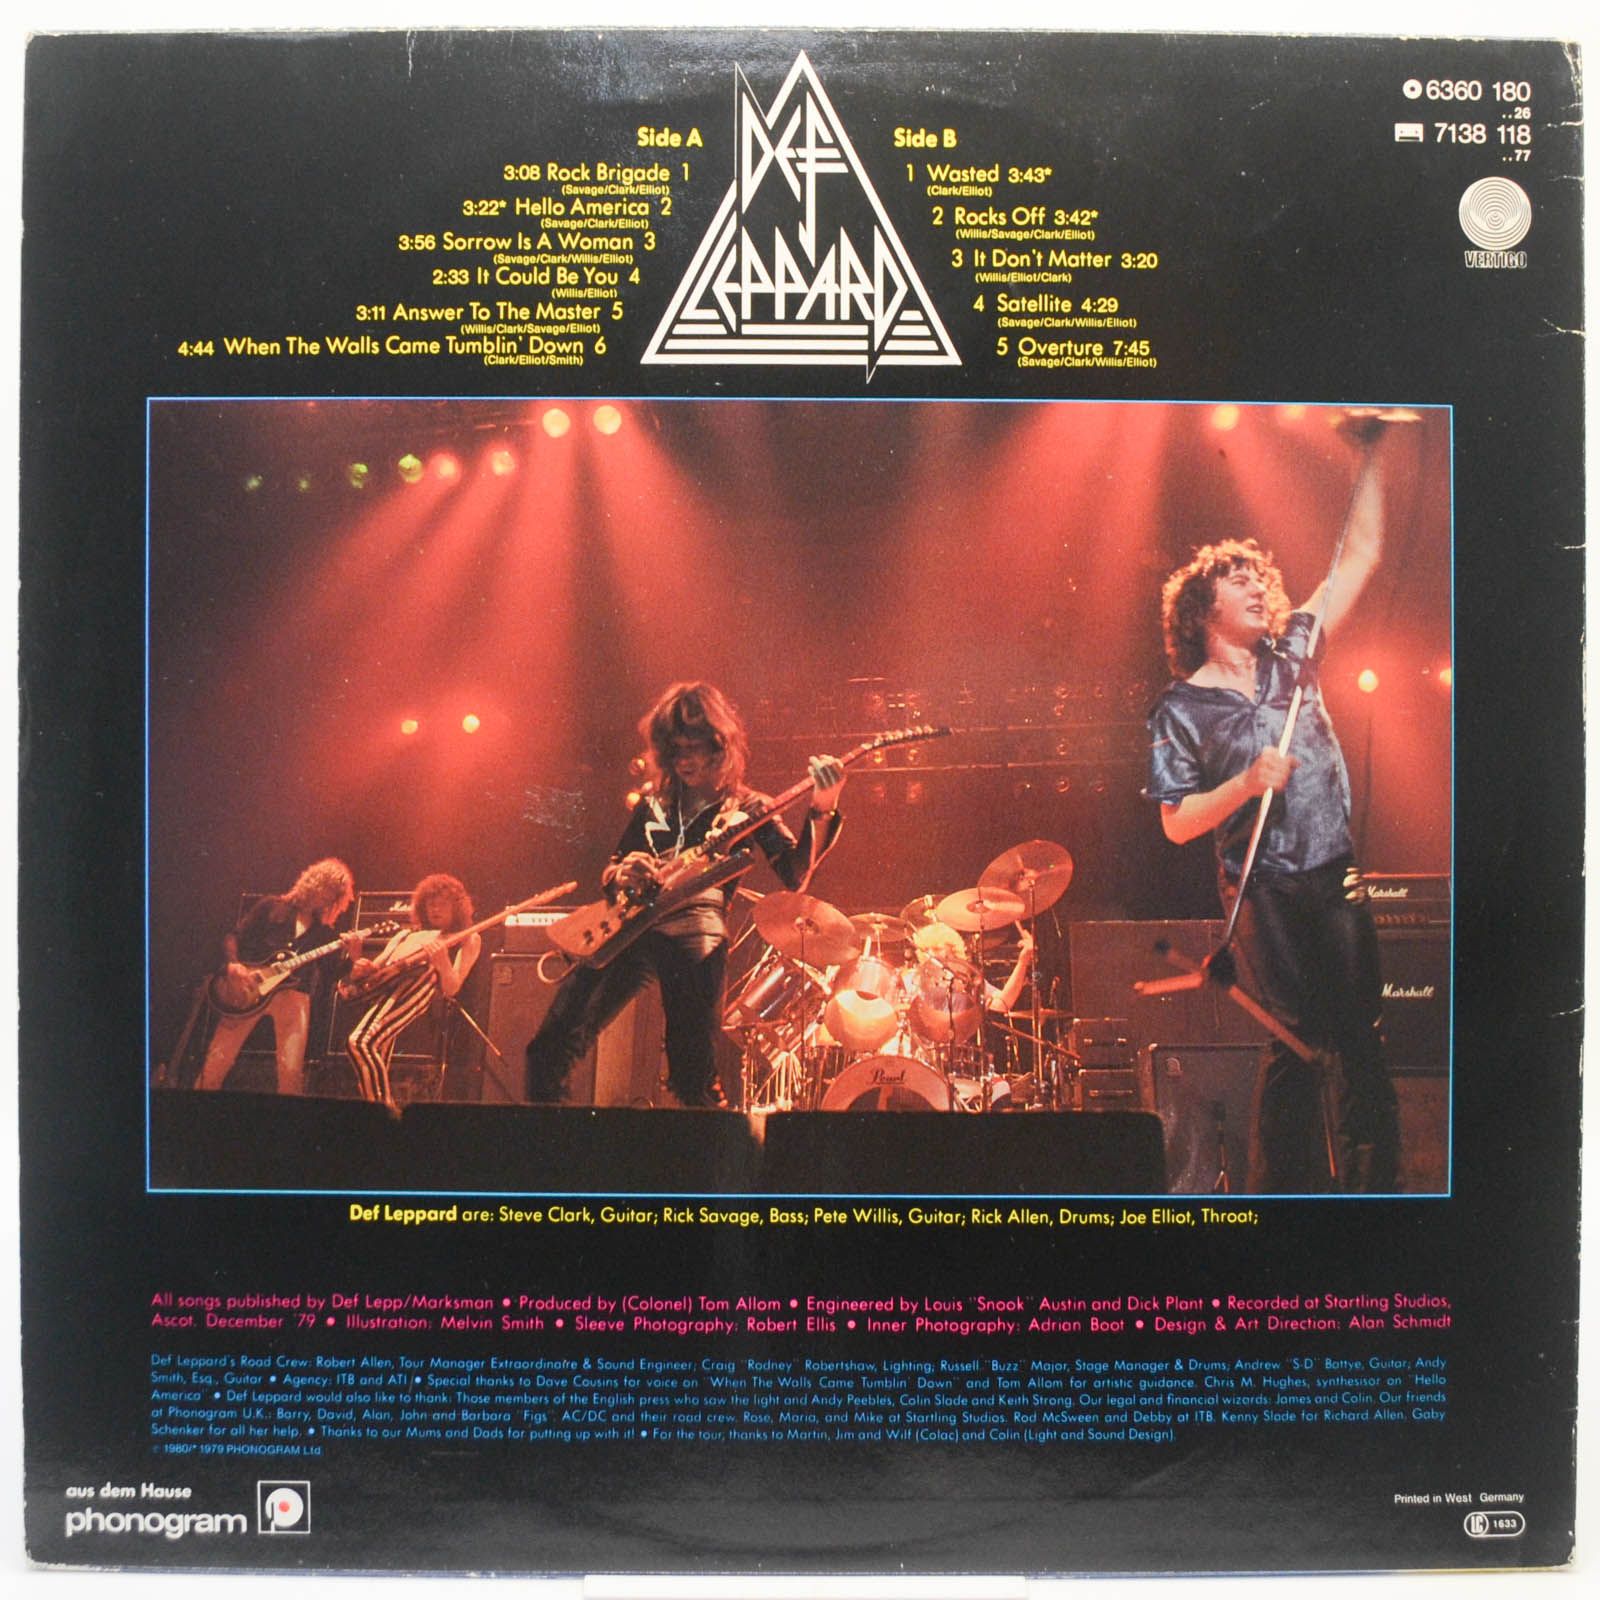 DEF
LEPPARD
Side A
3:08 Rock Brigade 1
(Savage/Clark/Elliot)
3:22* Hello America 2
(Savage/Clark/Elliot)
3:56 Sorrow Is A Woman 3
(Savage/Clark/Willis/Elliot)
2:33 It Could Be You 4
(Willis/Elliot)
3:11 Answer To The Master 5
(Willis/Clark/Savage/Elliot)
4:44 When The Walls Came Tumblin' Down 6
(Clark/Elliot/Smith)
Side B
1 Wasted 3:43*
(Clark/Elliot)
2 Rocks Off 3:42*
(Willis/Savage/Clark/Elliot)
3 It Don't Matter 3:20
(Willis/Elliot/Clark)
4 Satellite 4:29
(Savage/Clark/Willis/Elliot)
5 Overture 7:45
(Savage/Clark/Willis/Elliot)
6360 180
..26
7138 118
..77
VERTIGO
Marshall
Marshall
Pearl
Def Leppard are: Steve Clark, Guitar; Rick Savage, Bass; Pete Willis, Guitar; Rick Allen, Drums; Joe Elliot, Throat;
All songs published by Def Lepp/Marksman • Produced by (Colonel) Tom Allom • Engineered by Louis "Snook" Austin and Dick Plant • Recorded at Startling Studios,
Ascot. December '79 • Illustration: Melvin Smith • Sleeve Photography: Robert Ellis • Inner Photography: Adrian Boot • Design & Art Direction: Alan Schmidt
Def Leppard's Road Crew: Robert Allen, Tour Manager Extraordinaire & Sound Engineer; Craig "Rodney" Robertshaw, Lighting; Russell "Buzz" Major, Stage Manager & Drums; Andrew "S-D" Battye, Guitar; Andy
Smith, Esq., Guitar • Agency: ITB and ATI • Special thanks to Dave Cousins for voice on "When The Walls Came Tumblin' Down" and Tom Allom for artistic guidance. Chris M. Hughes, synthesisor on "Hello
America" • Def Leppard would also like to thank: Those members of the English press who saw the light and Andy Peebles, Colin Slade and Keith Strong. Our legal and financial wizards: James and Colin. Our friends
at Phonogram U.K.: Barry, David, Alan, John and Barbara "Figs". AC/DC and their road crew. Rose, Maria, and Mike at Startling Studios. Rod McSween and Debby at ITB. Kenny Slade for Richard Allen. Gaby
Schenker for all her help. • Thanks to our Mums and Dads for putting up with it! • For the tour, thanks to Martin, Jim and Wilf (Colac) and Colin (Light and Sound Design).
℗ 1980/* 1979 PHONOGRAM Ltd.
aus dem Hause
phonogram
Printed in West Germany
LC 1633